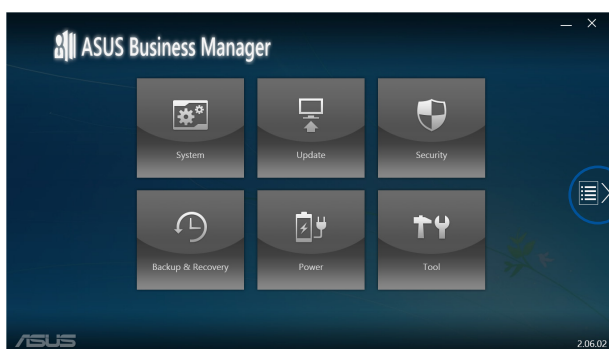 ASUS Business Manager
System
Update
Security
Backup & Recovery
Power
Tool
ASUS
2.06.02